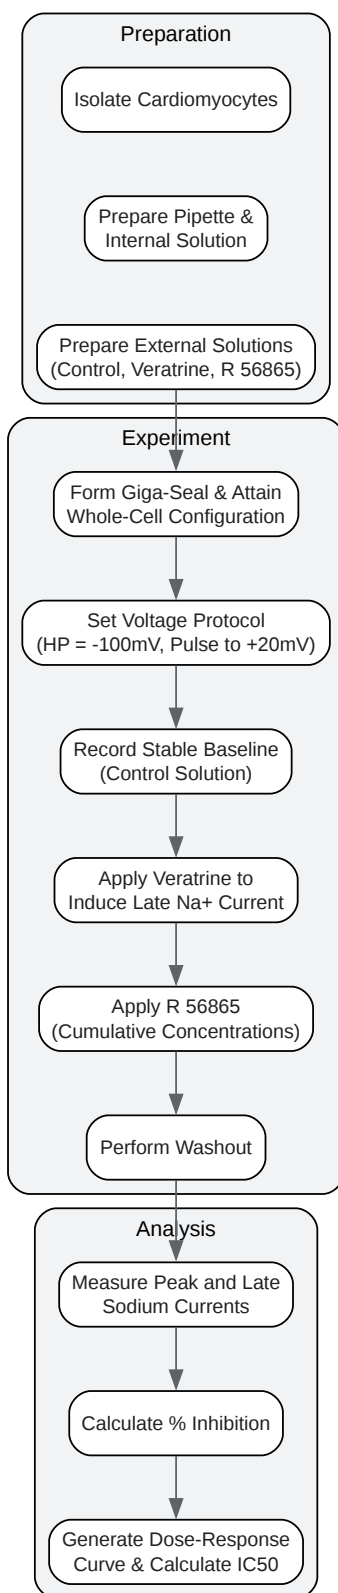 Preparation
Isolate Cardiomyocytes
Prepare Pipette &
Internal Solution
Prepare External Solutions
(Control, Veratrine, R 56865)
Experiment
Form Giga-Seal & Attain
Whole-Cell Configuration
Set Voltage Protocol
(HP = -100mV, Pulse to +20mV)
Record Stable Baseline
(Control Solution)
Apply Veratrine to
Induce Late Na+ Current
Apply R 56865
(Cumulative Concentrations)
Perform Washout
Analysis
Measure Peak and Late
Sodium Currents
Calculate % Inhibition
Generate Dose-Response
Curve & Calculate IC50